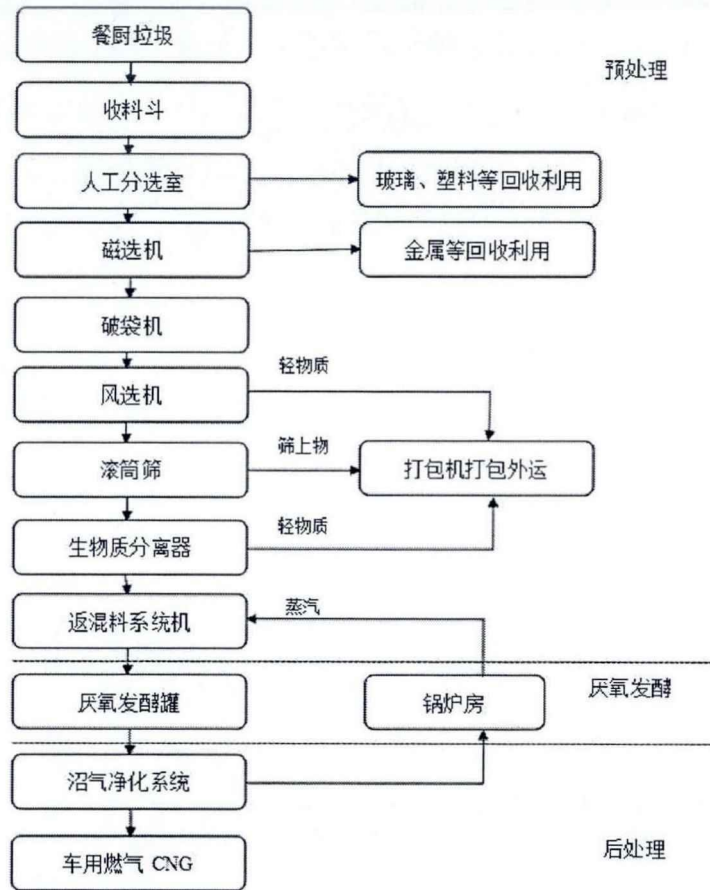 餐厨垃圾
预处理
收料斗
人工分选室
玻璃、塑料等回收利用
磁选机
金属等回收利用
破袋机
轻物质
风选机
筛上物
滚筒筛
打包机打包外运
轻物质
生物质分离器
蒸汽
返混料系统机
厌氧发酵
厌氧发酵罐
锅炉房
沼气净化系统
车用燃气 CNG
后处理